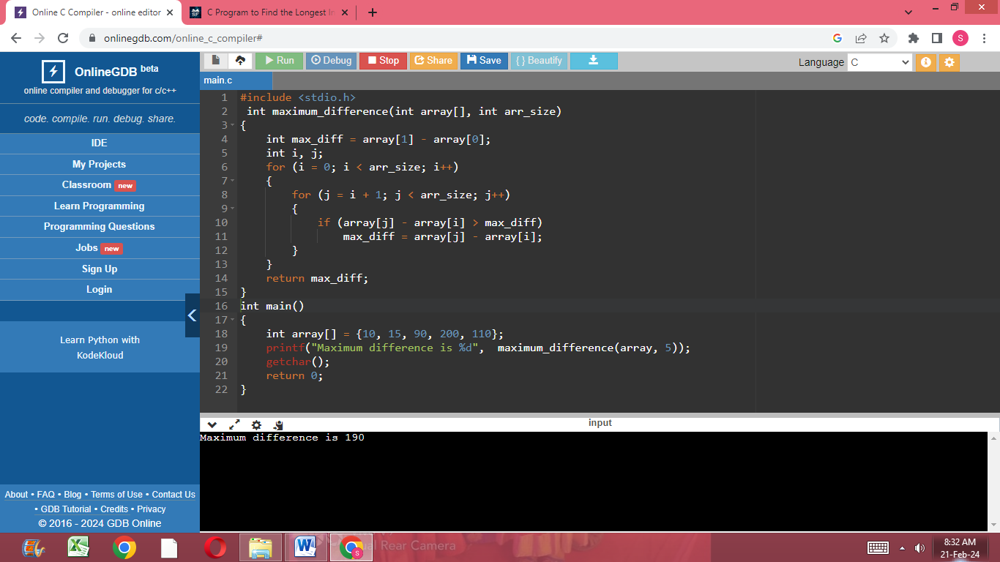 Online C Compiler - online editor
C Program to Find the Longest In
onlinegdb.com/online_c_compiler#
S
OnlineGDB beta
online compiler and debugger for c/c++
code. compile. run. debug. share.
IDE
My Projects
Classroom new
Learn Programming
Programming Questions
Jobs new
Sign Up
Login
Learn Python with
KodeKloud
About • FAQ • Blog • Terms of Use • Contact Us
• GDB Tutorial • Credits • Privacy
© 2016 - 2024 GDB Online
Run Debug Stop Share Save { } Beautify
Language C
main.c
1 #include <stdio.h>
2 int maximum_difference(int array[], int arr_size)
3 {
4 int max_diff = array[1] - array[0];
5 int i, j;
6 for (i = 0; i < arr_size; i++)
7 {
8 for (j = i + 1; j < arr_size; j++)
9 {
10 if (array[j] - array[i] > max_diff)
11 max_diff = array[j] - array[i];
12 }
13 }
14 return max_diff;
15 }
16 int main()
17 {
18 int array[] = {10, 15, 90, 200, 110};
19 printf("Maximum difference is %d", maximum_difference(array, 5));
20 getchar();
21 return 0;
22 }
input
Maximum difference is 190
Rear Camera
8:32 AM
21-Feb-24